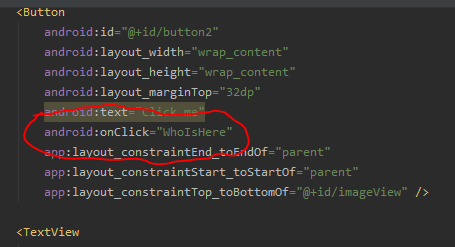 <Button
android:id="@+id/button2"
android:layout_width="wrap_content"
android:layout_height="wrap_content"
android:layout_marginTop="32dp"
android:text="Click me"
android:onClick="WhoIsHere"
app:layout_constraintEnd_toEndOf="parent"
app:layout_constraintStart_toStartOf="parent"
app:layout_constraintTop_toBottomOf="@+id/imageView" />
<TextView